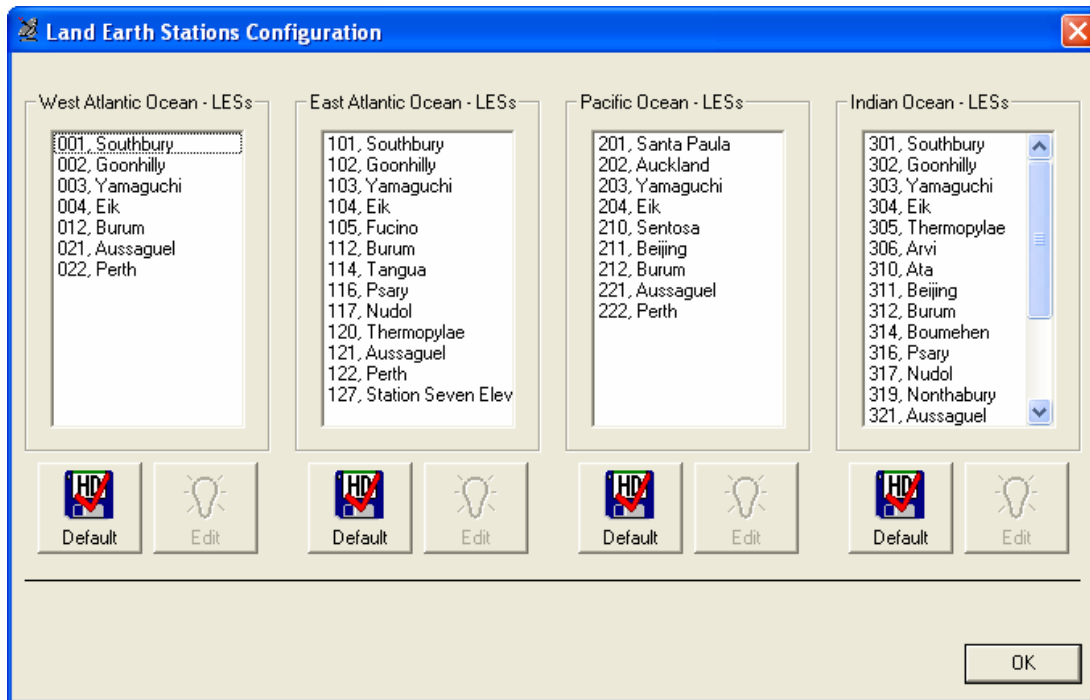 Land Earth Stations Configuration
West Atlantic Ocean - LESs
001, Southbury
002, Goonhilly
003, Yamaguchi
004, Eik
012, Burum
021, Aussaguel
022, Perth
East Atlantic Ocean - LESs
101, Southbury
102, Goonhilly
103, Yamaguchi
104, Eik
105, Fucino
112, Burum
114, Tangua
116, Psary
117, Nudol
120, Thermopylae
121, Aussaguel
122, Perth
127, Station Seven Elev
Pacific Ocean - LESs
201, Santa Paula
202, Auckland
203, Yamaguchi
204, Eik
210, Sentosa
211, Beijing
212, Burum
221, Aussaguel
222, Perth
Indian Ocean - LESs
301, Southbury
302, Goonhilly
303, Yamaguchi
304, Eik
305, Thermopylae
306, Arvi
310, Ata
311, Beijing
312, Burum
314, Boumehen
316, Psary
317, Nudol
319, Nonthabury
321, Aussaguel
HD
Default
Edit
HD
Default
Edit
HD
Default
Edit
HD
Default
Edit
OK